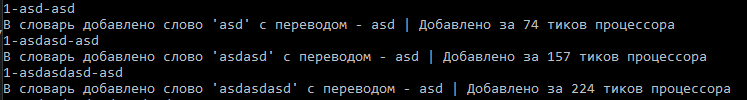 1-asd-asd
В словарь добавлено слово 'asd' с переводом - asd | Добавлено за 74 тиков процессора
1-asdasd-asd
В словарь добавлено слово 'asdasd' с переводом - asd | Добавлено за 157 тиков процессора
1-asdasdasd-asd
В словарь добавлено слово 'asdasdasd' с переводом - asd | Добавлено за 224 тиков процессора